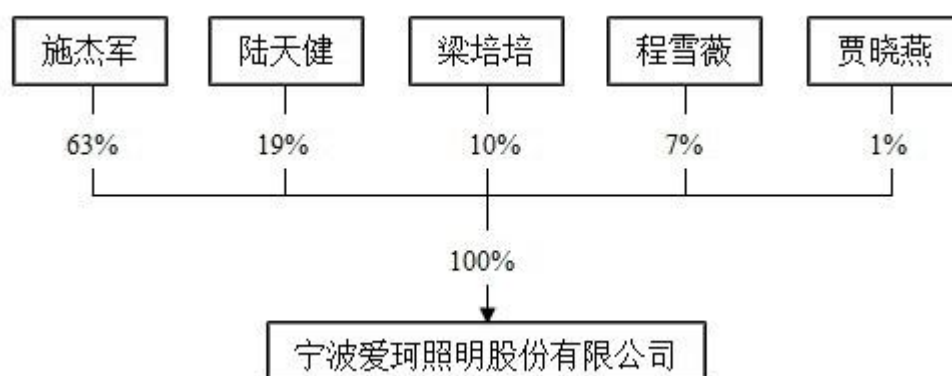 施杰军 陆天健 梁培培 程雪薇 贾晓燕
63% 19% 10% 7% 1%
100%
宁波爱珂照明股份有限公司